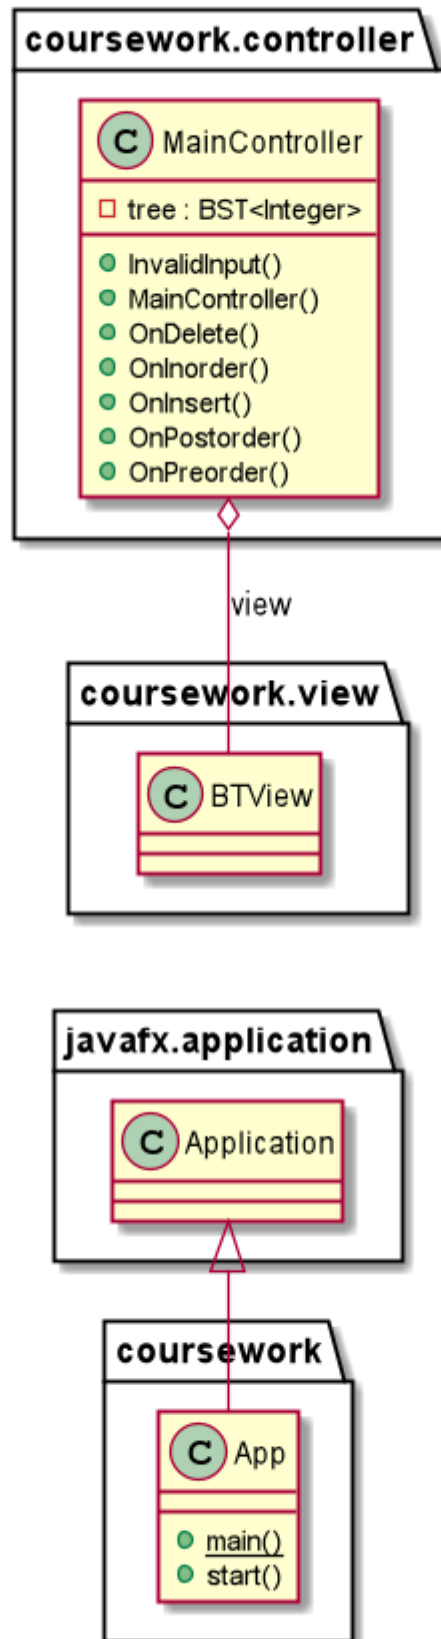 coursework.controller
C MainController
tree : BST<Integer>
InvalidInput()
MainController()
OnDelete()
OnInorder()
OnInsert()
OnPostorder()
OnPreorder()
view
coursework.view
C BTView
javafx.application
C Application
coursework
C App
main()
start()